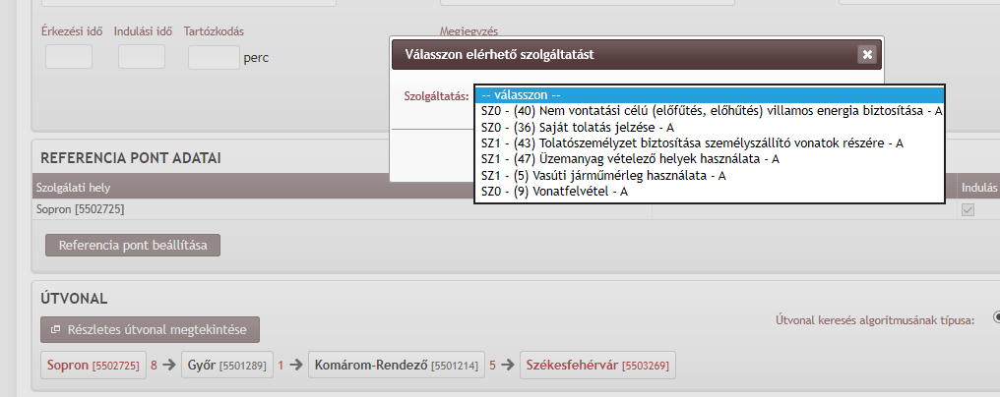 Érkezési idő Indulási idő Tartózkodás Megjegyzés
perc
Válasszon elérhető szolgáltatást
Szolgáltatás:
-- válasszon --
SZ0 - (40) Nem vontatási célú (előfűtés, előhűtés) villamos energia biztosítása - A
SZ0 - (36) Saját tolatás jelzése - A
SZ1 - (43) Tolatószemélyzet biztosítása személyszállító vonatok részére - A
SZ1 - (47) Üzemanyag vételező helyek használata - A
SZ1 - (5) Vasúti járműmérleg használata - A
SZ0 - (9) Vonatfelvétel - A
REFERENCIA PONT ADATAI
Szolgálati hely Indulás
Sopron [5502725]
Referencia pont beállítása
ÚTVONAL
Részletes útvonal megtekintése
Útvonal keresés algoritmusának típusa:
Sopron [5502725] 8 → Győr [5501289] 1 → Komárom-Rendező [5501214] 5 → Székesfehérvár [5503269]